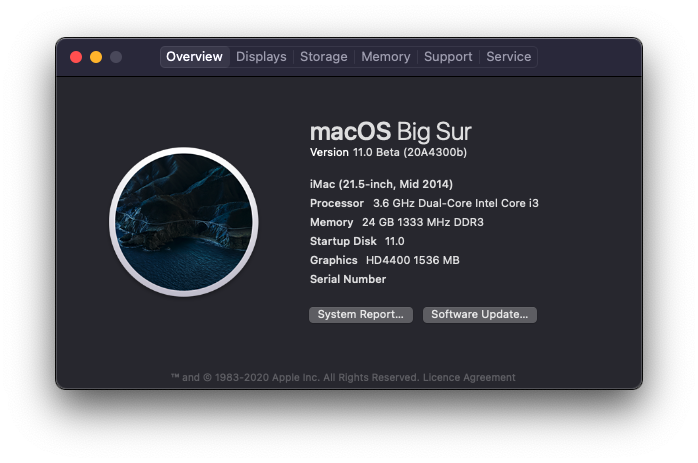 Overview Displays Storage Memory Support Service
macOS Big Sur
Version 11.0 Beta (20A4300b)
iMac (21.5-inch, Mid 2014)
Processor 3.6 GHz Dual-Core Intel Core i3
Memory 24 GB 1333 MHz DDR3
Startup Disk 11.0
Graphics HD4400 1536 MB
Serial Number
System Report... Software Update...
™ and © 1983-2020 Apple Inc. All Rights Reserved. Licence Agreement